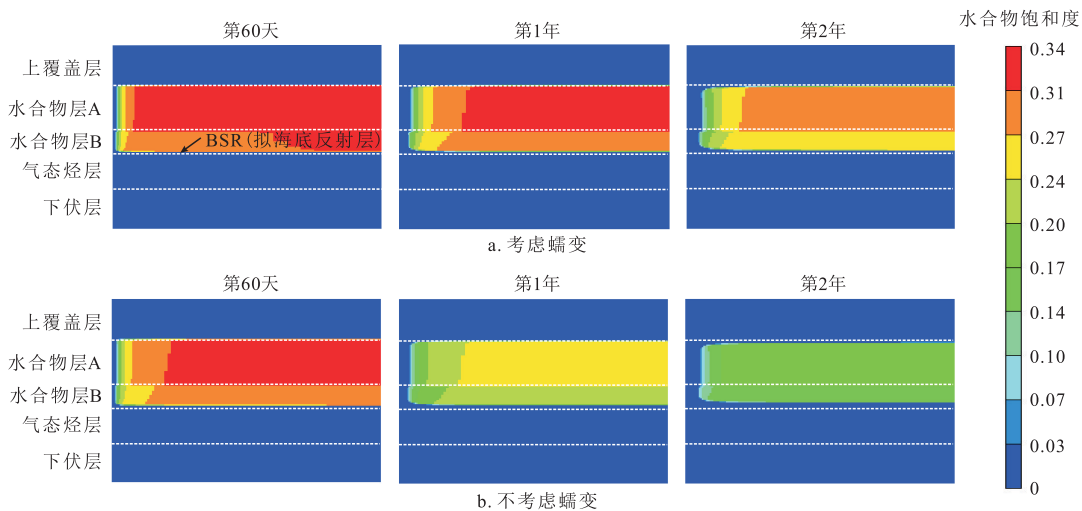 水合物饱和度
第60天
第1年
第2年
上覆盖层
水合物层A
水合物层B
气态烃层
下伏层
BSR(拟海底反射层)
a.考虑蠕变
第60天
第1年
第2年
上覆盖层
水合物层A
水合物层B
气态烃层
下伏层
b.不考虑蠕变
0.34
0.31
0.27
0.24
0.20
0.17
0.14
0.10
0.07
0.03
0